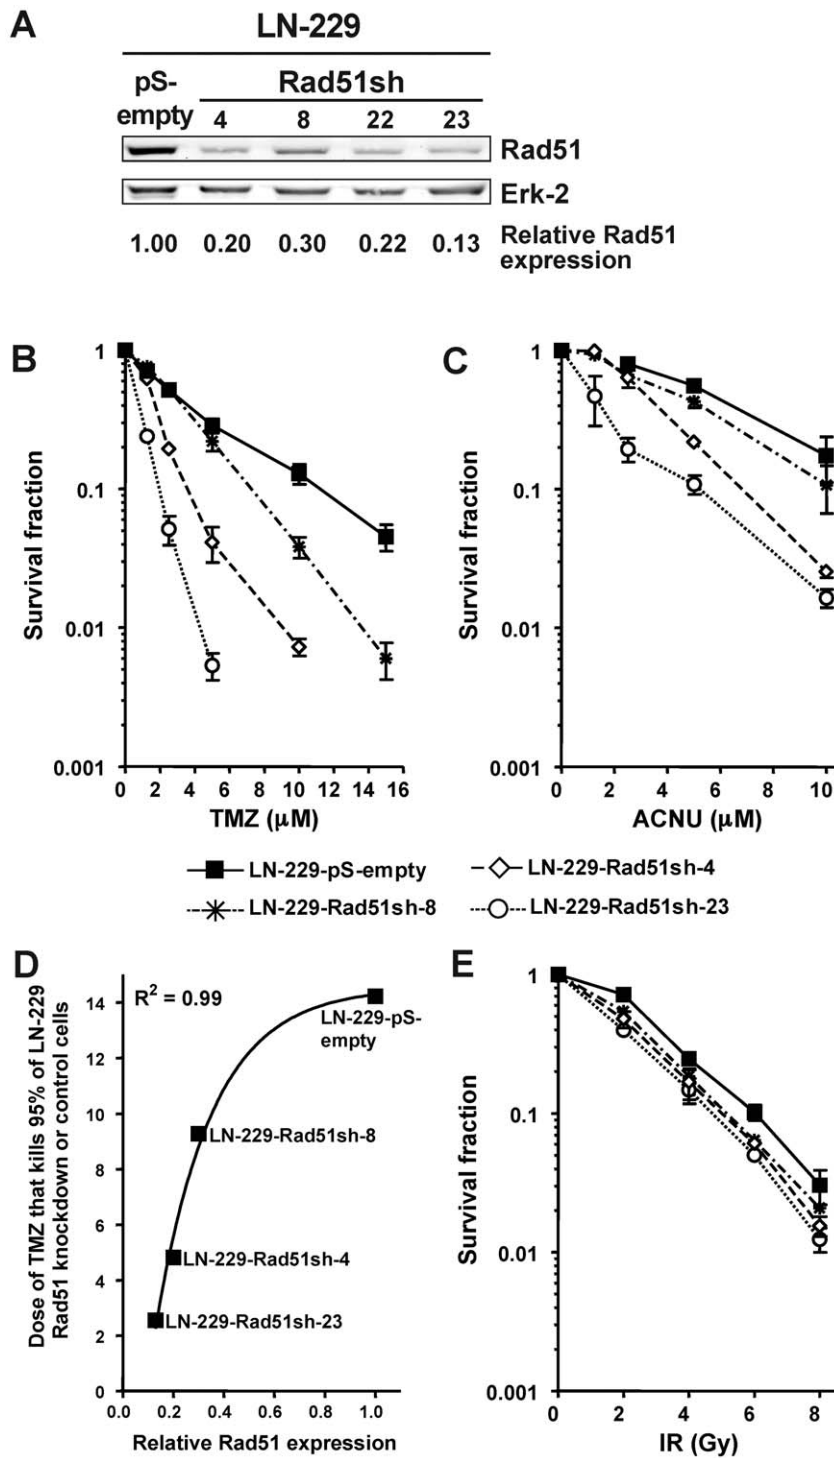 A
LN-229
pS-
empty
Rad51sh
4 8 22 23
Rad51
Erk-2
1.00 0.20 0.30 0.22 0.13
Relative Rad51
expression
B
1
0.1
0.01
0.001
Survival fraction
0 2 4 6 8 10 12 14 16
TMZ (μM)
C
1
0.1
0.01
0.001
Survival fraction
0 2 4 6 8 10
ACNU (μM)
LN-229-pS-empty
LN-229-Rad51sh-4
LN-229-Rad51sh-8
LN-229-Rad51sh-23
D
R² = 0.99
14
12
10
8
6
4
2
0
Dose of TMZ that kills 95% of LN-229
Rad51 knockdown or control cells
LN-229-pS-
empty
LN-229-Rad51sh-8
LN-229-Rad51sh-4
LN-229-Rad51sh-23
0.0 0.2 0.4 0.6 0.8 1.0
Relative Rad51 expression
E
1
0.1
0.01
0.001
Survival fraction
0 2 4 6 8
IR (Gy)